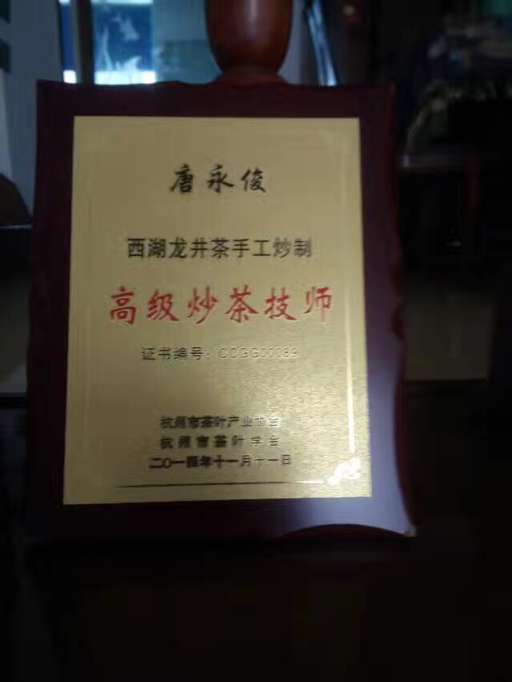 唐永俊
西湖龙井茶手工炒制
高级炒茶技师
证书编号:
杭州市茶叶产业协会
杭州市茶叶学会
二〇一四年十一月十一日